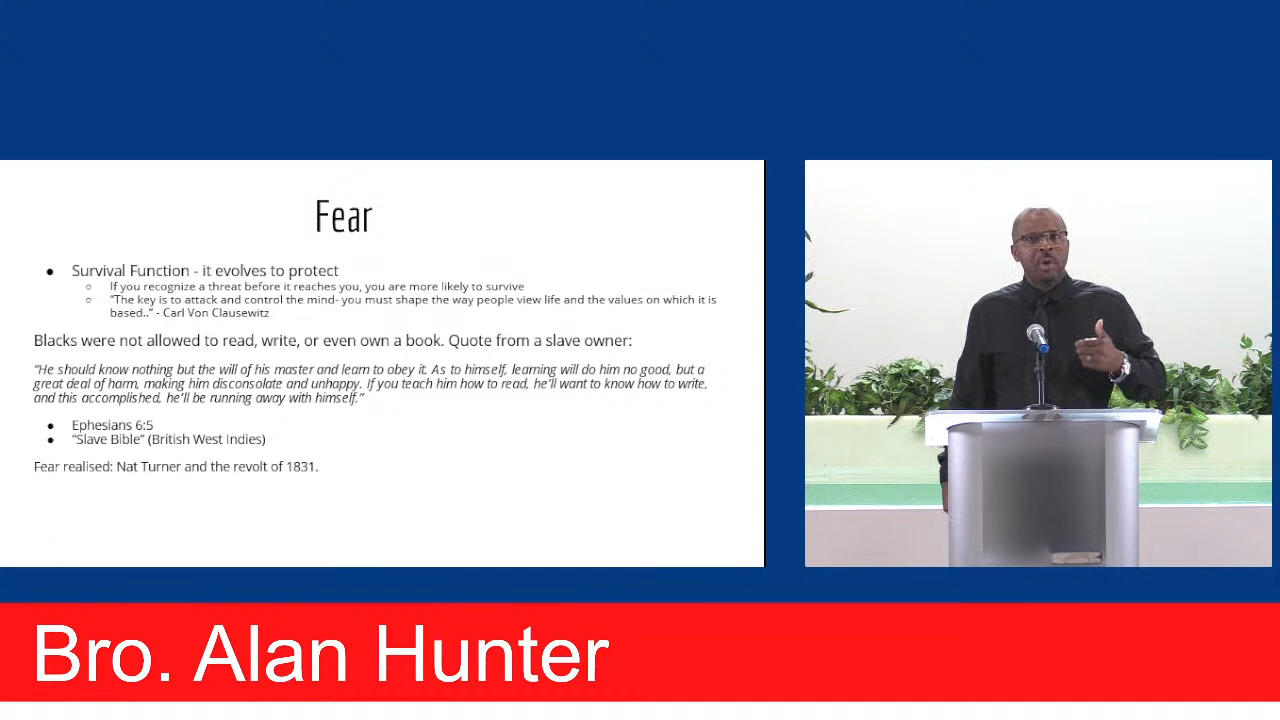 Fear
● Survival Function - it evolves to protect
○ If you recognize a threat before it reaches you, you are more likely to survive
○ “The key is to attack and control the mind- you must shape the way people view life and the values on which it is
based..” - Carl Von Clausewitz
Blacks were not allowed to read, write, or even own a book. Quote from a slave owner:
“He should know nothing but the will of his master and learn to obey it. As to himself, learning will do him no good, but a
great deal of harm, making him disconsolate and unhappy. If you teach him how to read, he’ll want to know how to write,
and this accomplished, he’ll be running away with himself.”
● Ephesians 6:5
● “Slave Bible” (British West Indies)
Fear realised: Nat Turner and the revolt of 1831.
Bro. Alan Hunter